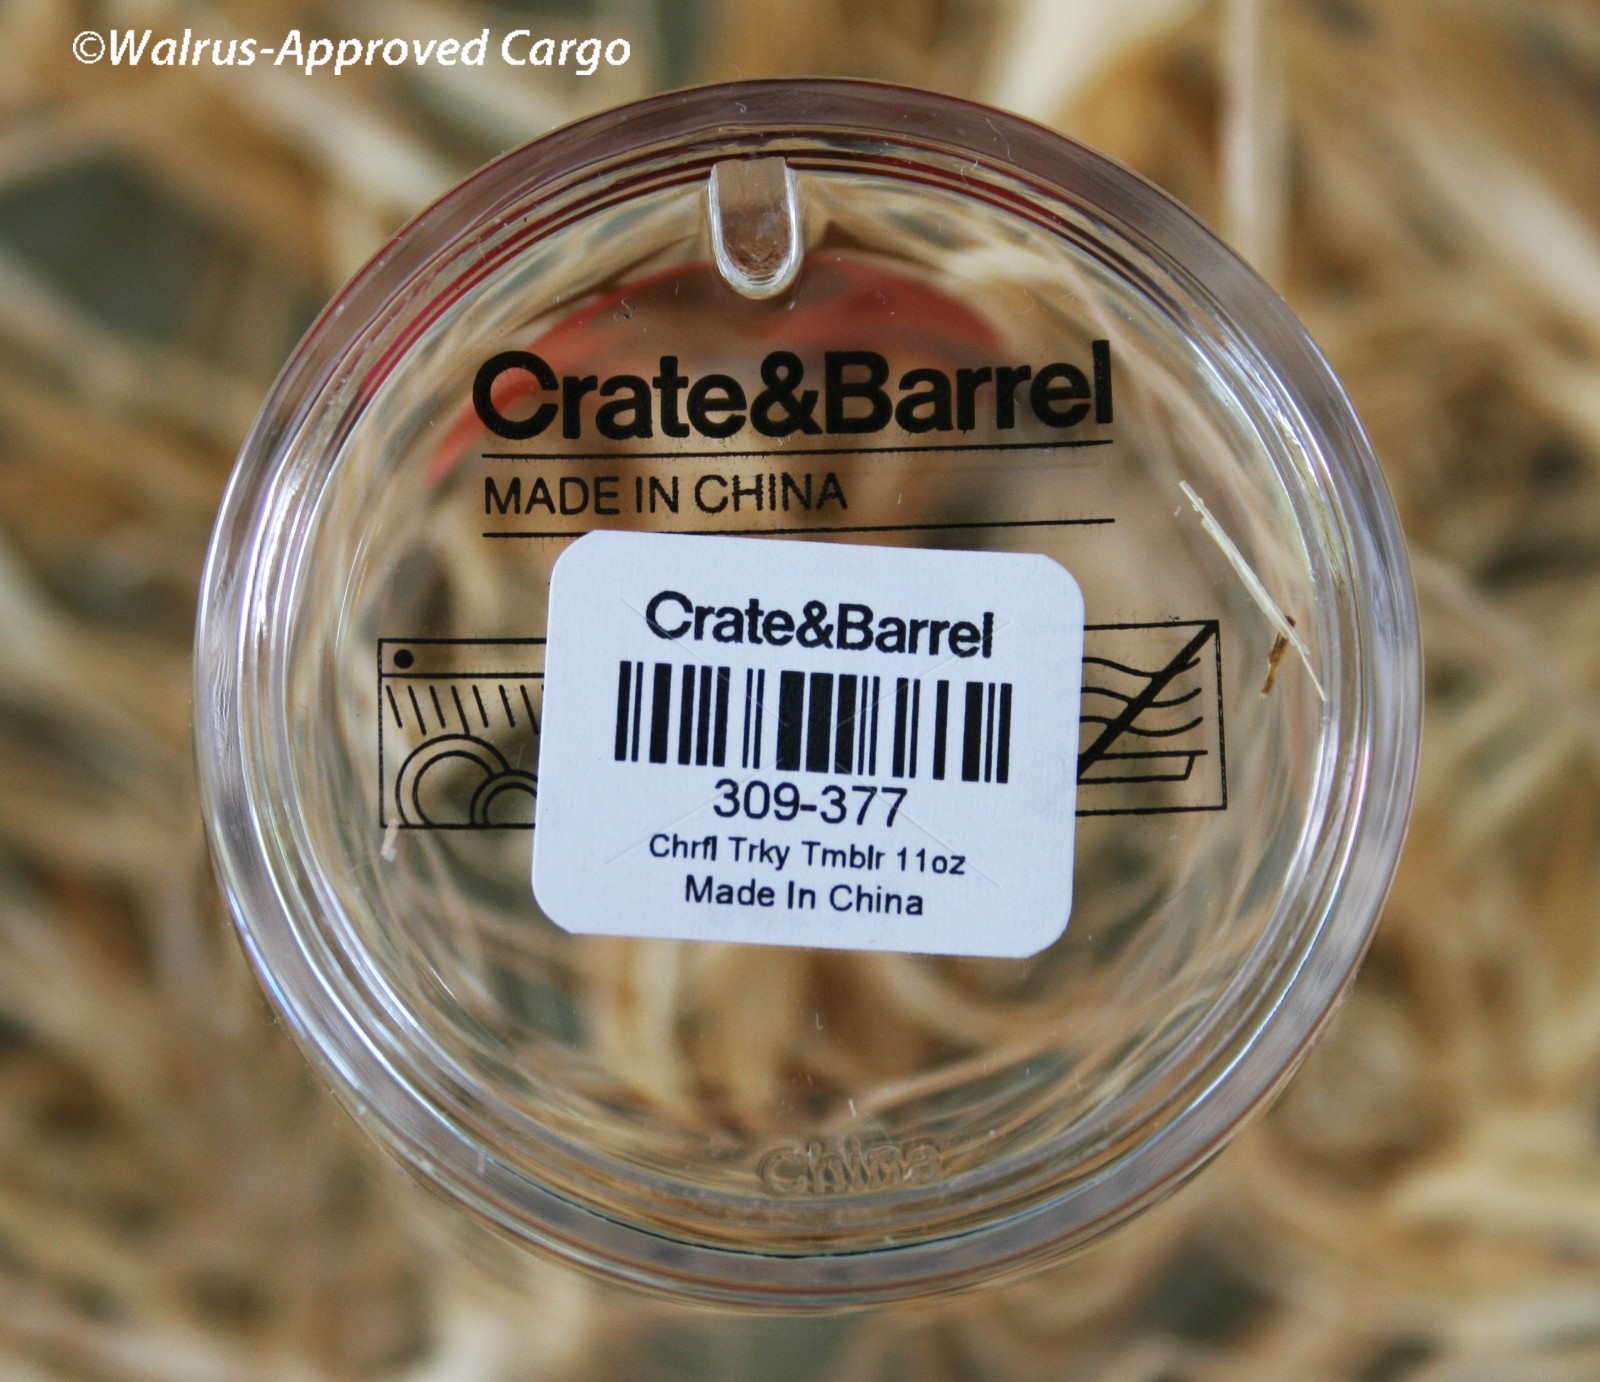 ©Walrus-Approved Cargo
Crate&Barrel
MADE IN CHINA
Crate&Barrel
309-377
Chrfl Trky Tmblr 11oz
Made In China
China